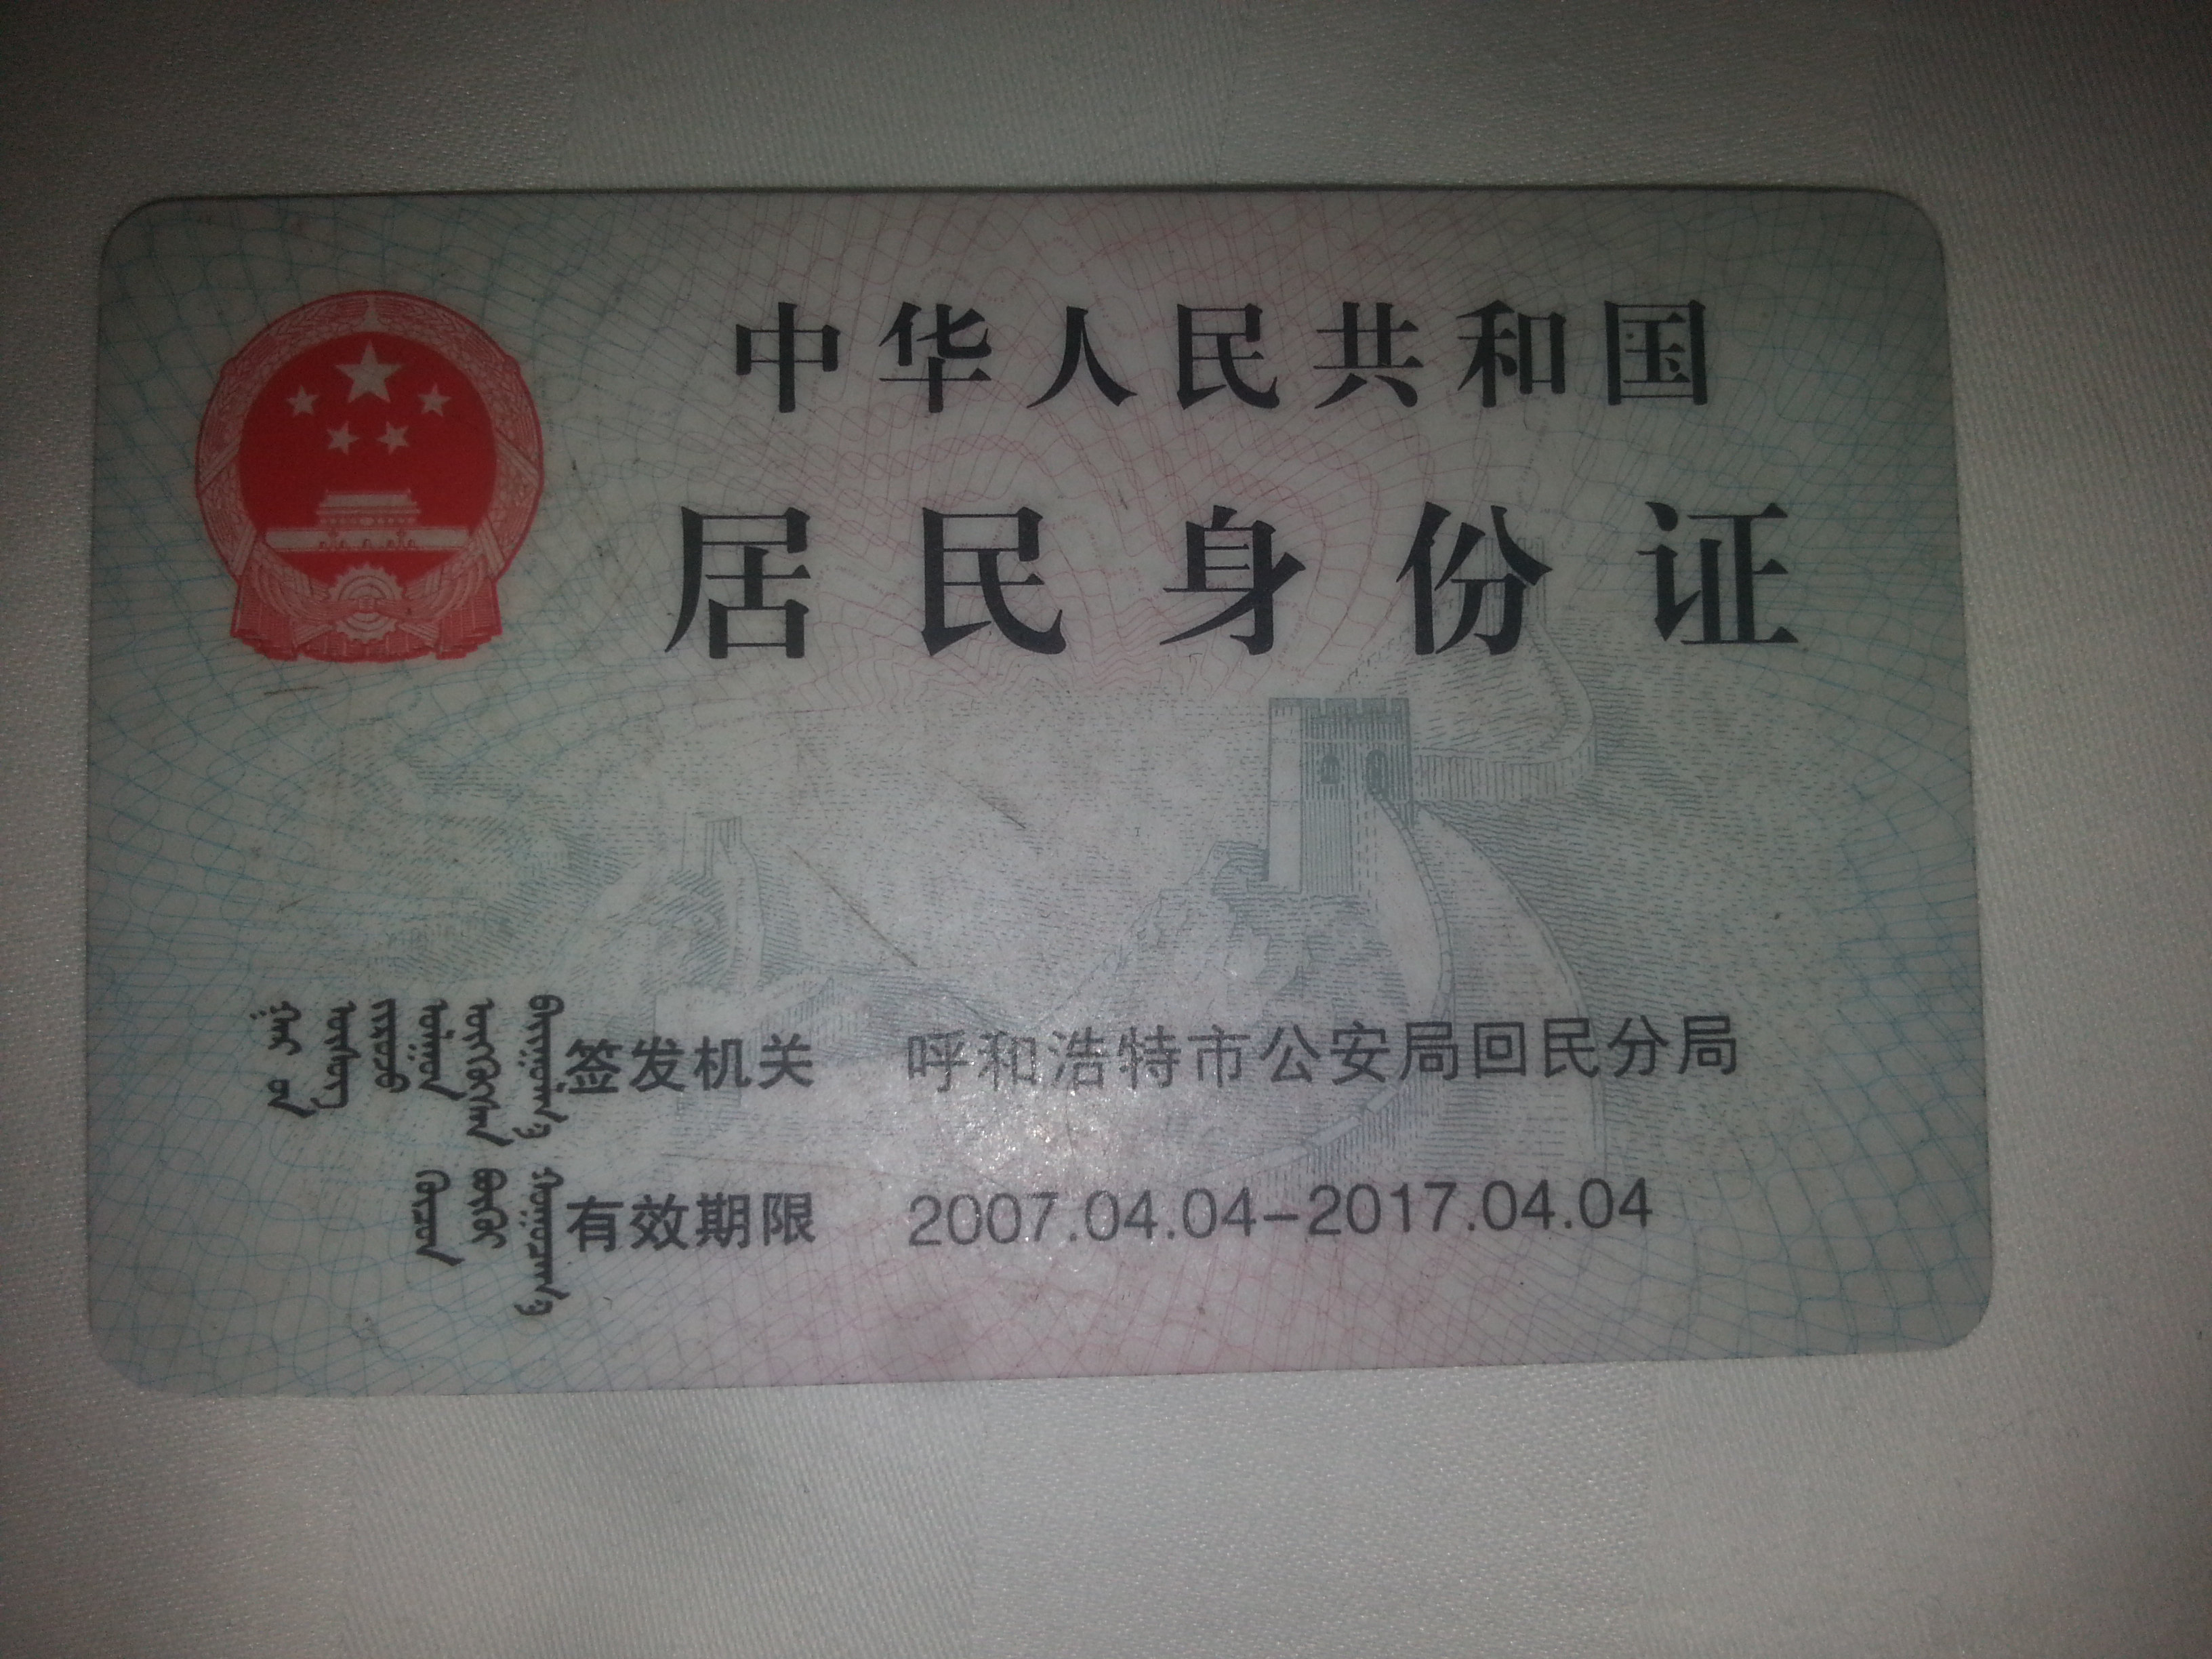 中华人民共和国
居民身份证
签发机关 呼和浩特市公安局回民分局
有效期限 2007.04.04-2017.04.04